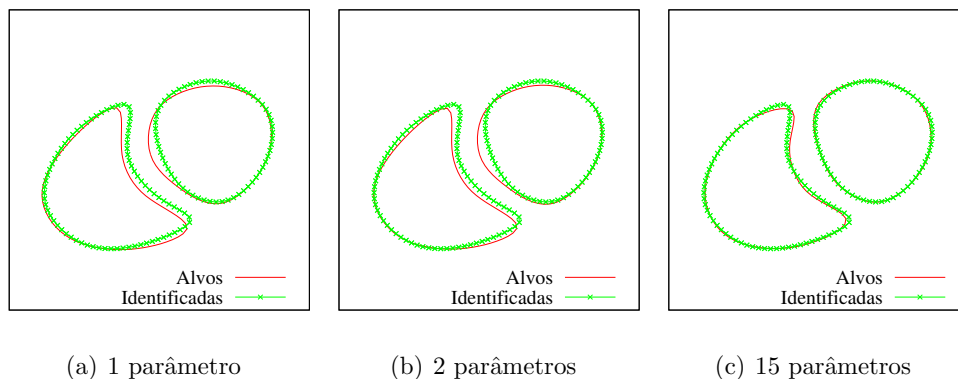 Alvos
Identificadas
Alvos
Identificadas
Alvos
Identificadas
(a) 1 parâmetro
(b) 2 parâmetros
(c) 15 parâmetros